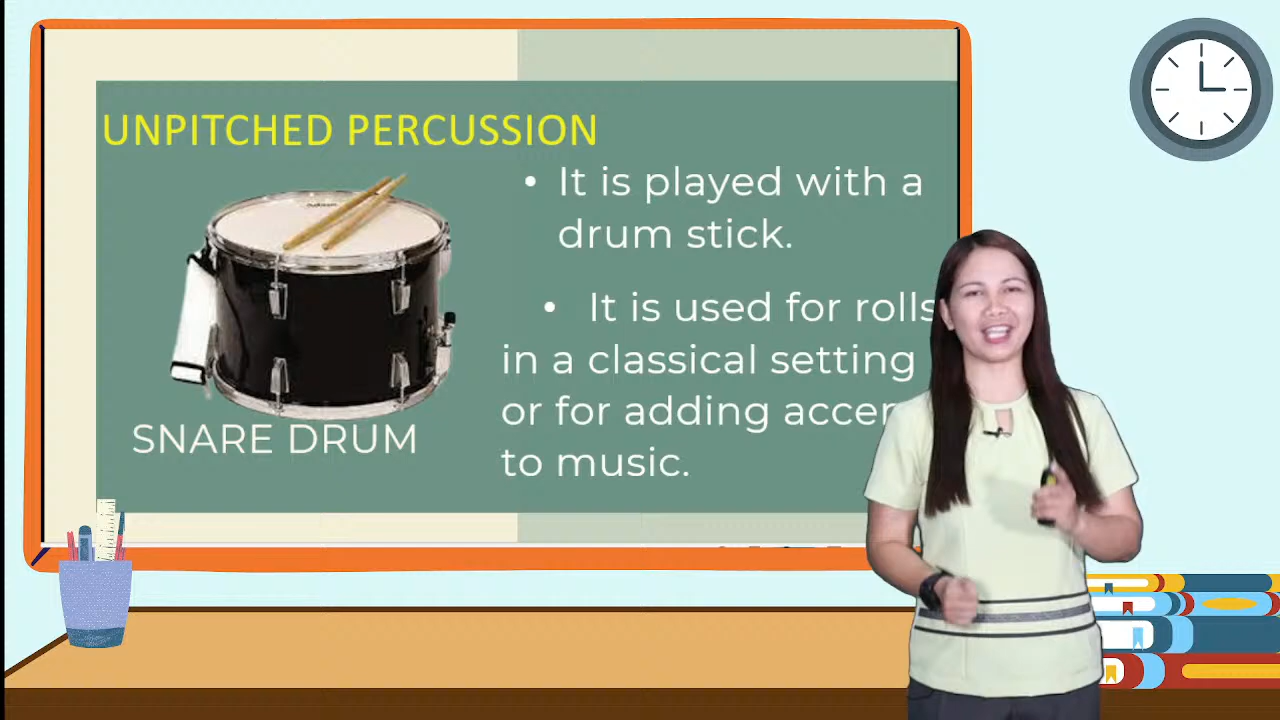 UNPITCHED PERCUSSION
• It is played with a
drum stick.
• It is used for rolls
in a classical setting
or for adding
to music.
SNARE DRUM